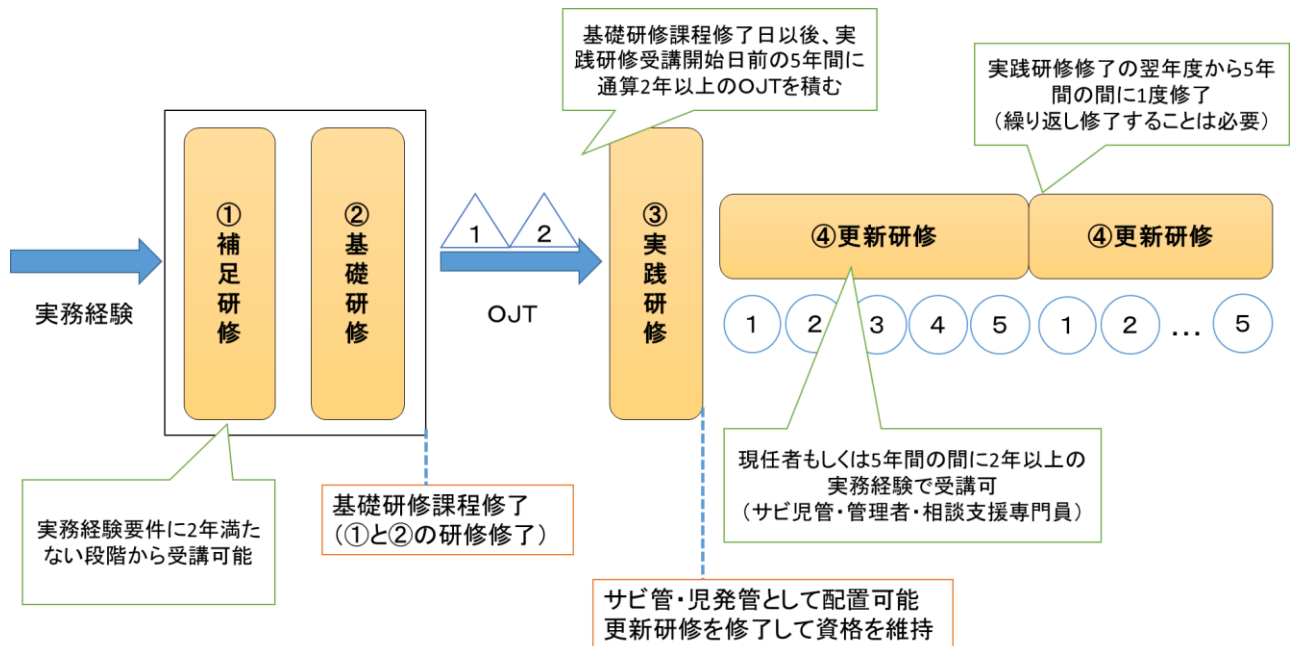 基礎研修課程修了日以後、実
践研修受講開始日前の5年間に
通算2年以上のOJTを積む
実践研修修了の翌年度から5年
間の間に1度修了
（繰り返し修了することは必要）
実務経験
①補足研修
②基礎研修
1
2
OJT
③実践研修
④更新研修
④更新研修
1
2
3
4
5
1
2
…
5
実務経験要件に2年満た
ない段階から受講可能
基礎研修課程修了
（①と②の研修修了）
現任者もしくは5年間の間に2年以上の
実務経験で受講可
（サビ児管・管理者・相談支援専門員）
サビ管・児発管として配置可能
更新研修を修了して資格を維持